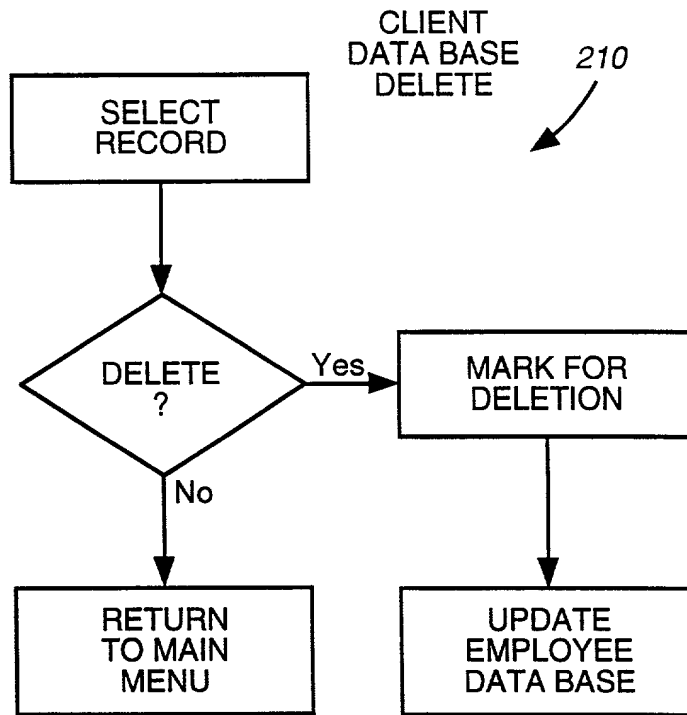 CLIENT
DATA BASE
DELETE
210
SELECT
RECORD
DELETE
?
Yes
MARK FOR
DELETION
No
RETURN
TO MAIN
MENU
UPDATE
EMPLOYEE
DATA BASE